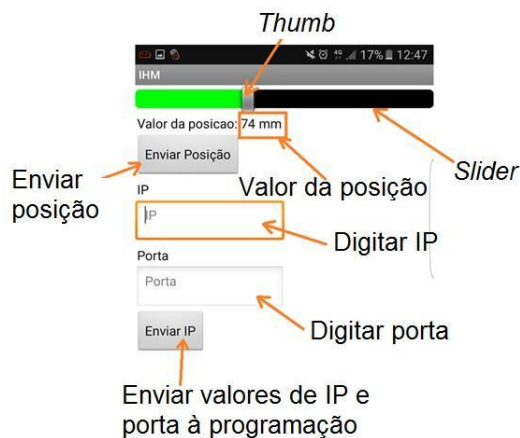 Thumb
17% 12:47
IHM
Valor da posicao: 74 mm
Enviar Posição
Enviar
posição
Valor da posição
Slider
IP
IP
Digitar IP
Porta
Porta
Digitar porta
Enviar IP
Enviar valores de IP e
porta à programação